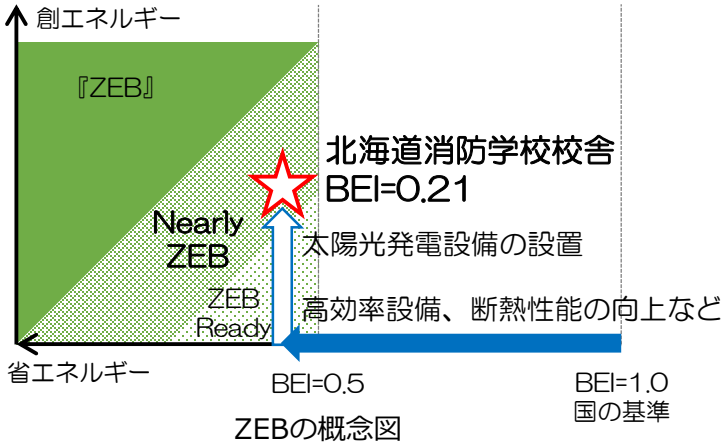 創エネルギー
『ZEB』
北海道消防学校校舎
BEI=0.21
Nearly
ZEB
太陽光発電設備の設置
ZEB
Ready
高効率設備、断熱性能の向上など
省エネルギー
BEI=0.5
BEI=1.0
国の基準
ZEBの概念図